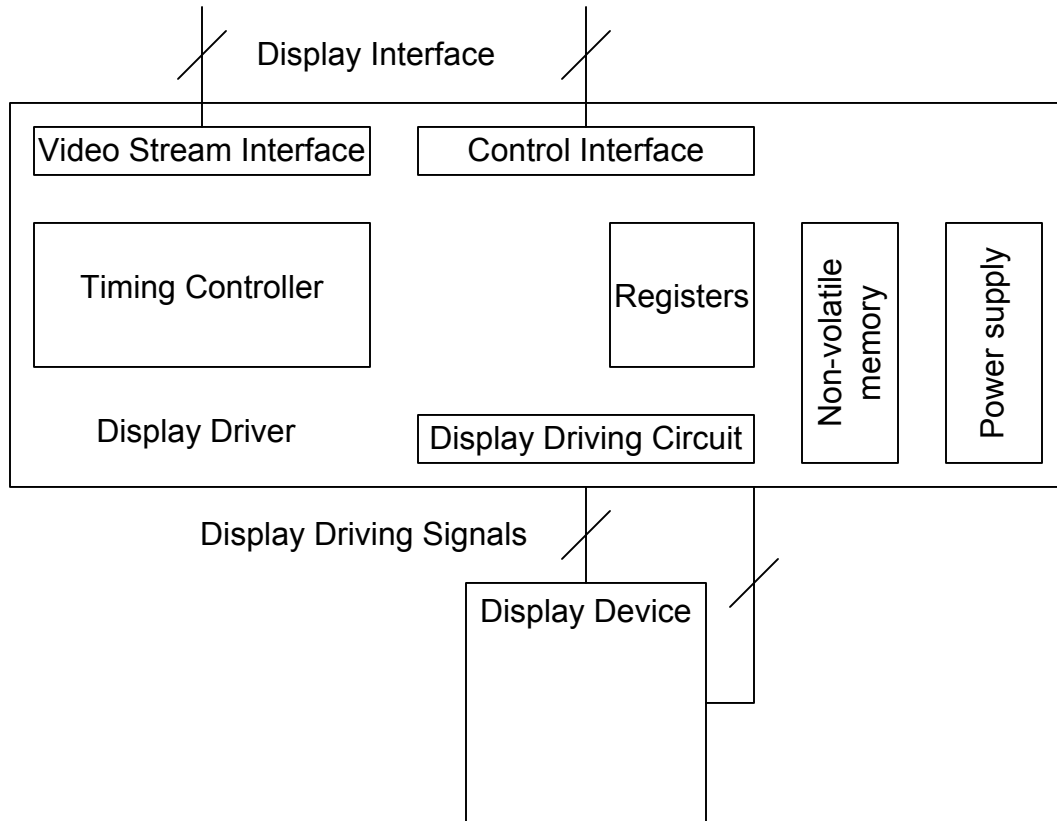 Display Interface
Video Stream Interface
Control Interface
Timing Controller
Registers
Non-volatile
memory
Power supply
Display Driver
Display Driving Circuit
Display Driving Signals
Display Device